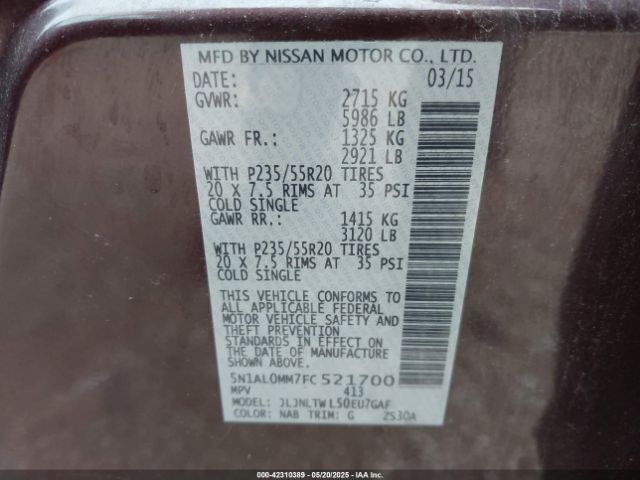 MFD BY NISSAN MOTOR CO., LTD.
DATE: 03/15
GVWR: 2715 KG
5986 LB
GAWR FR.: 1325 KG
2921 LB
WITH P235/55R20 TIRES
20 X 7.5 RIMS AT 35 PSI
COLD SINGLE
GAWR RR.: 1415 KG
3120 LB
WITH P235/55R20 TIRES
20 X 7.5 RIMS AT 35 PSI
COLD SINGLE
THIS VEHICLE CONFORMS TO
ALL APPLICABLE FEDERAL
MOTOR VEHICLE SAFETY AND
THEFT PREVENTION
STANDARDS IN EFFECT ON
THE DATE OF MANUFACTURE
SHOWN ABOVE.
5N1AL0MM7FC521700
MPV 413
MODEL: JLJNLTWL50EU7GAF
COLOR: NAB TRIM: G ZS30A
000-42310389 - 05/20/2025 - IAAI.COM